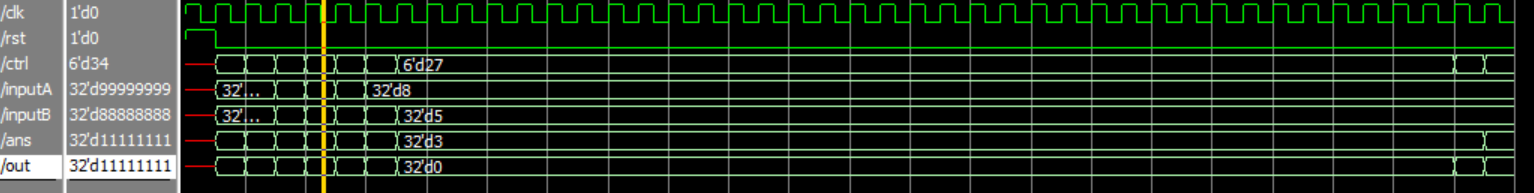 /clk 1'd0
/rst 1'd0
/ctrl 6'd34 6'd27
/inputA 32'd99999999 32'... 32'd8
/inputB 32'd88888888 32'... 32'd5
/ans 32'd11111111 32'd3
/out 32'd11111111 32'd0